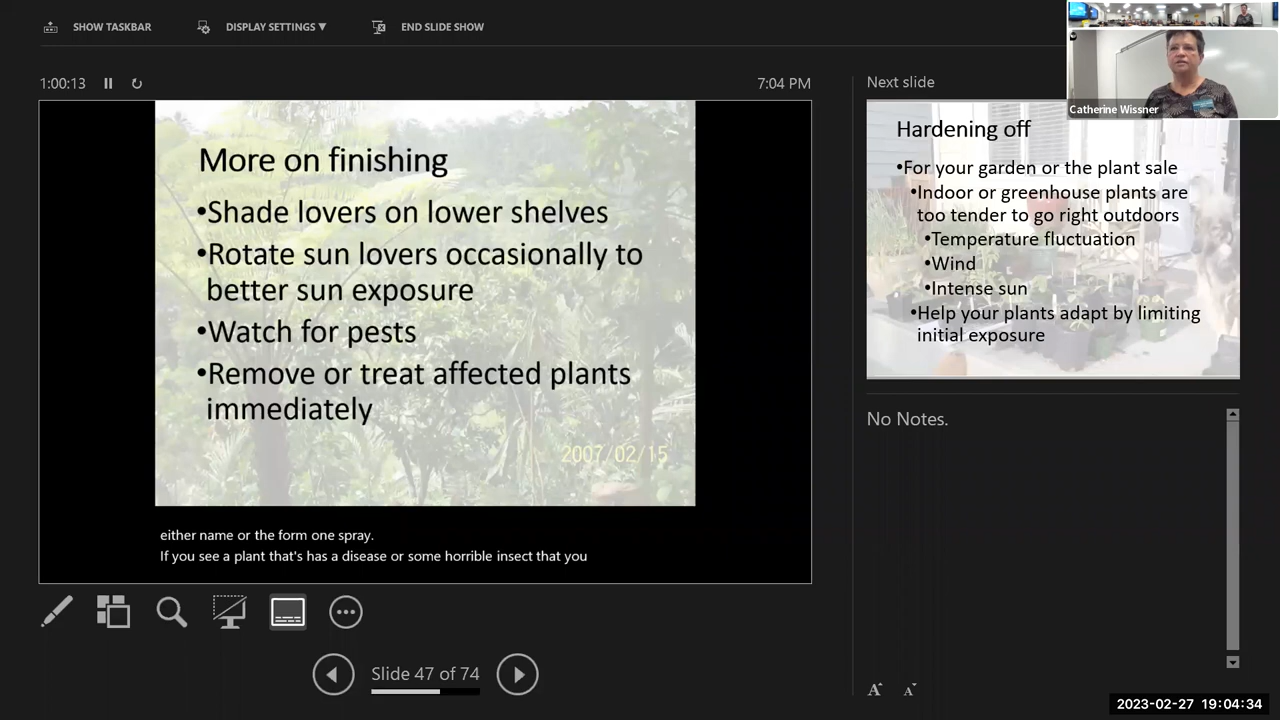 SHOW TASKBAR
DISPLAY SETTINGS ▼
END SLIDE SHOW
Catherine Wissner
1:00:13
7:04 PM
More on finishing
•Shade lovers on lower shelves
•Rotate sun lovers occasionally to
better sun exposure
•Watch for pests
•Remove or treat affected plants
immediately
2007/02/15
either name or the form one spray.
If you see a plant that's has a disease or some horrible insect that you
Slide 47 of 74
Next slide
Hardening off
•For your garden or the plant sale
•Indoor or greenhouse plants are
too tender to go right outdoors
•Temperature fluctuation
•Wind
•Intense sun
•Help your plants adapt by limiting
initial exposure
No Notes.
A A
2023-02-27 19:04:34